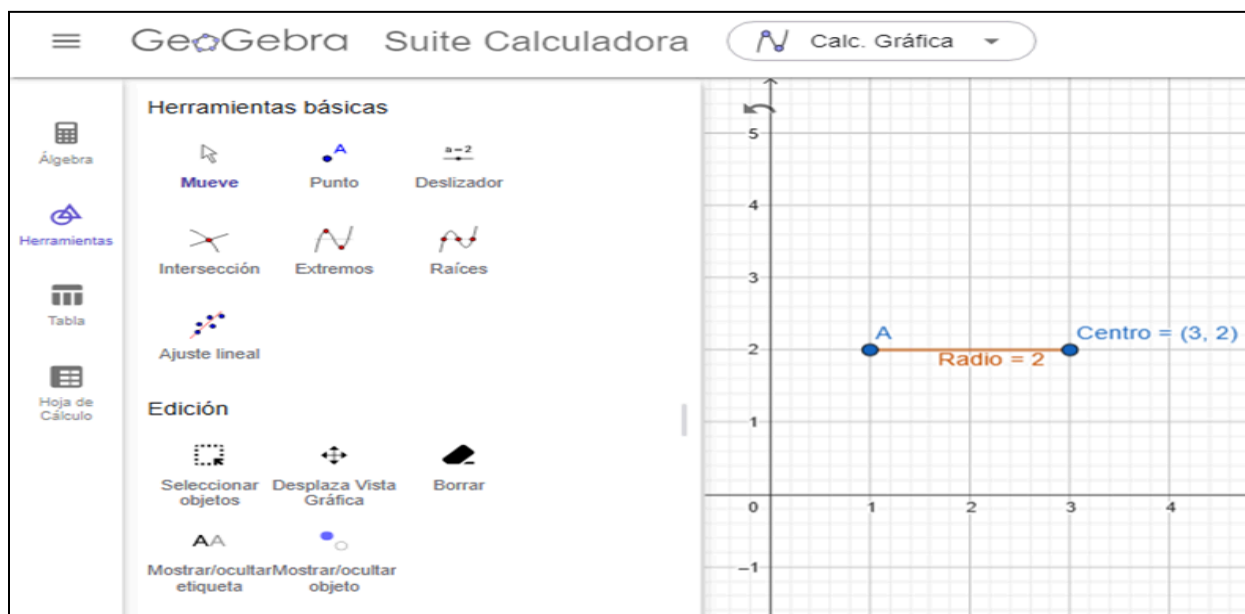 GeoGebra Suite Calculadora Calc. Gráfica
Álgebra
Herramientas
Tabla
Hoja de
Cálculo
Herramientas básicas
A a=2
Mueve Punto Deslizador
Intersección Extremos Raíces
Ajuste lineal
Edición
Seleccionar
objetos
Desplaza Vista
Gráfica
Borrar
AA
Mostrar/ocultar
etiqueta
Mostrar/ocultar
objeto
5
4
3
2
1
0
–1
1 2 3 4
A
Centro = (3, 2)
Radio = 2